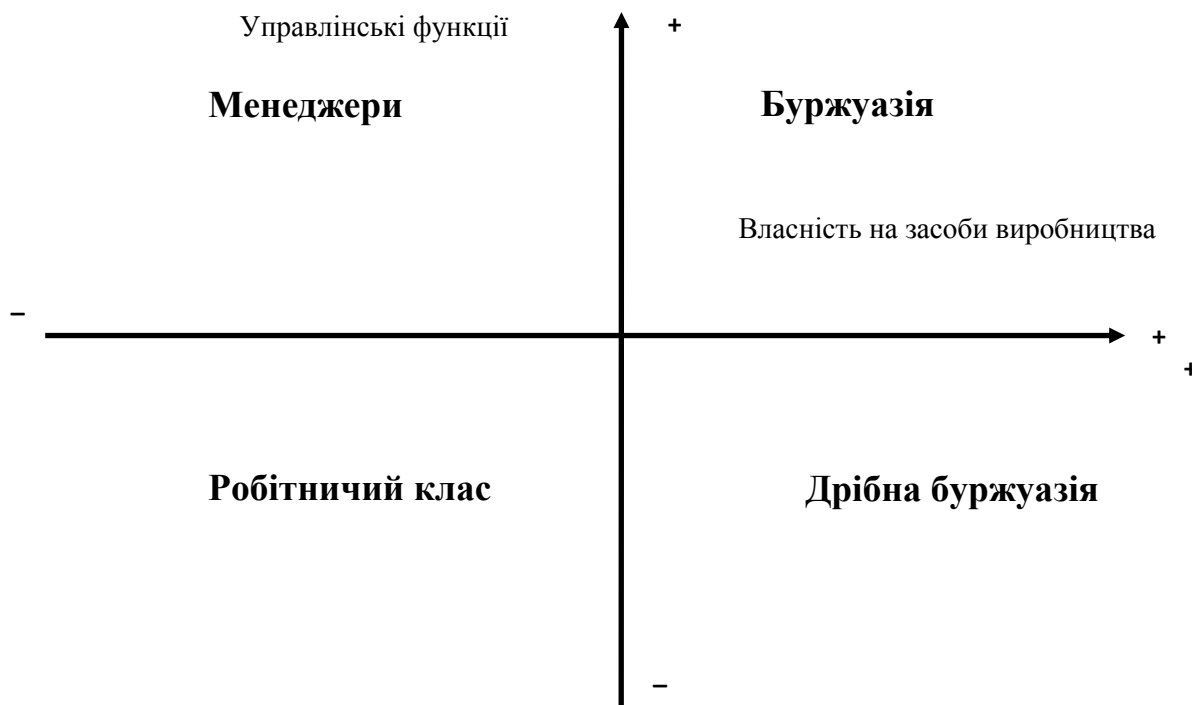 Управлінські функції
+
Менеджери
Буржуазія
Власність на засоби виробництва
–
+
+
Робітничий клас
Дрібна буржуазія
–